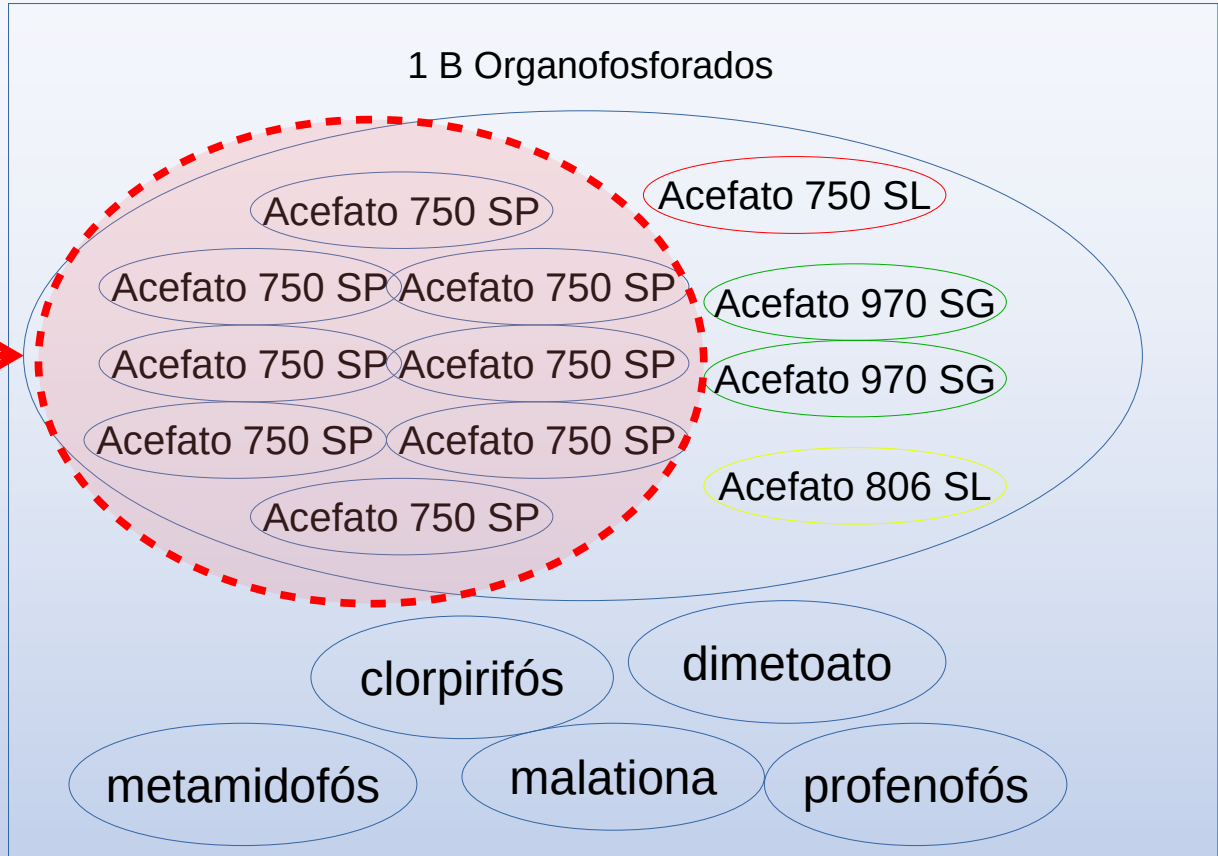 1 B Organofosforados
Acefato 750 SP
Acefato 750 SL
Acefato 750 SP Acefato 750 SP
Acefato 970 SG
Acefato 750 SP Acefato 750 SP
Acefato 970 SG
Acefato 750 SP Acefato 750 SP
Acefato 806 SL
Acefato 750 SP
clorpirifós
dimetoato
metamidofós
malationa
profenofós